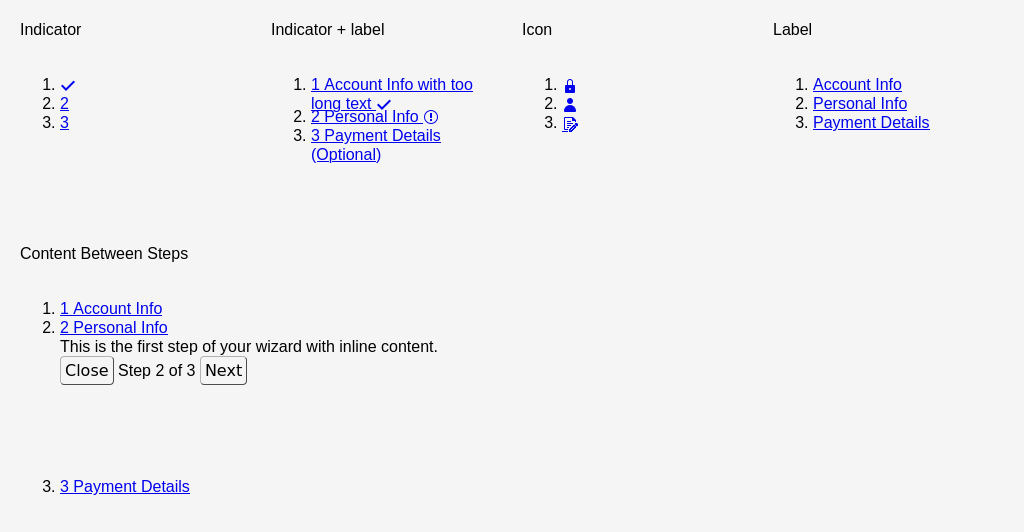 Indicator
1.
2. 2
3. 3
Indicator + label
1. 1 Account Info with too
long text
2. 2 Personal Info
3. 3 Payment Details
(Optional)
Icon
1.
2.
3.
Label
1. Account Info
2. Personal Info
3. Payment Details
Content Between Steps
1. 1 Account Info
2. 2 Personal Info
This is the first step of your wizard with inline content.
Close Step 2 of 3 Next
3. 3 Payment Details